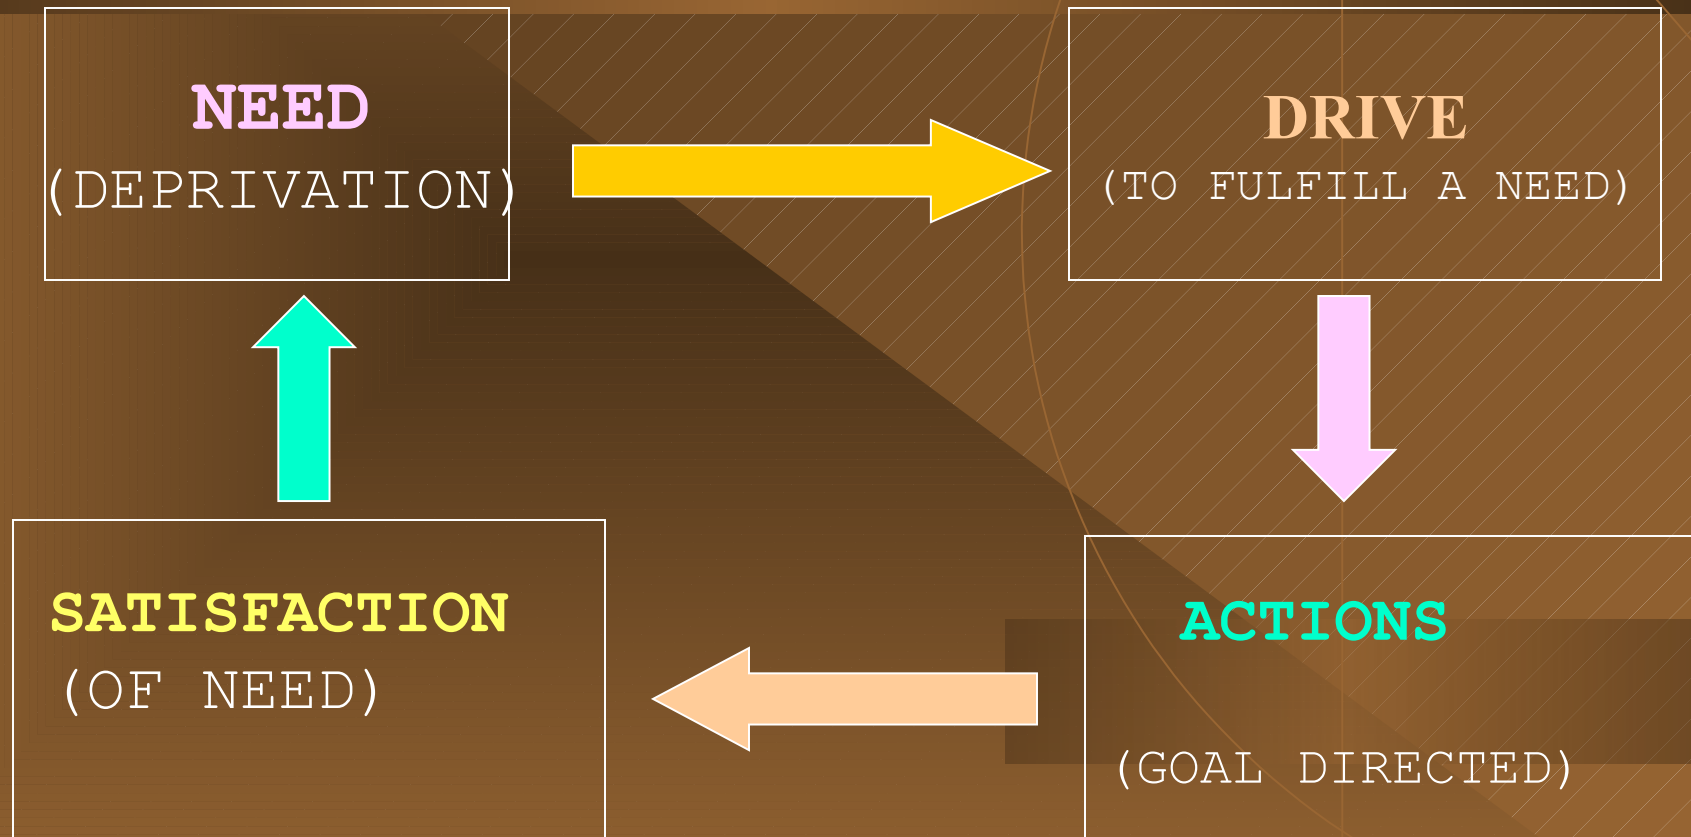 NEED
(DEPRIVATION)
DRIVE
(TO FULFILL A NEED)
SATISFACTION
(OF NEED)
ACTIONS
(GOAL DIRECTED)